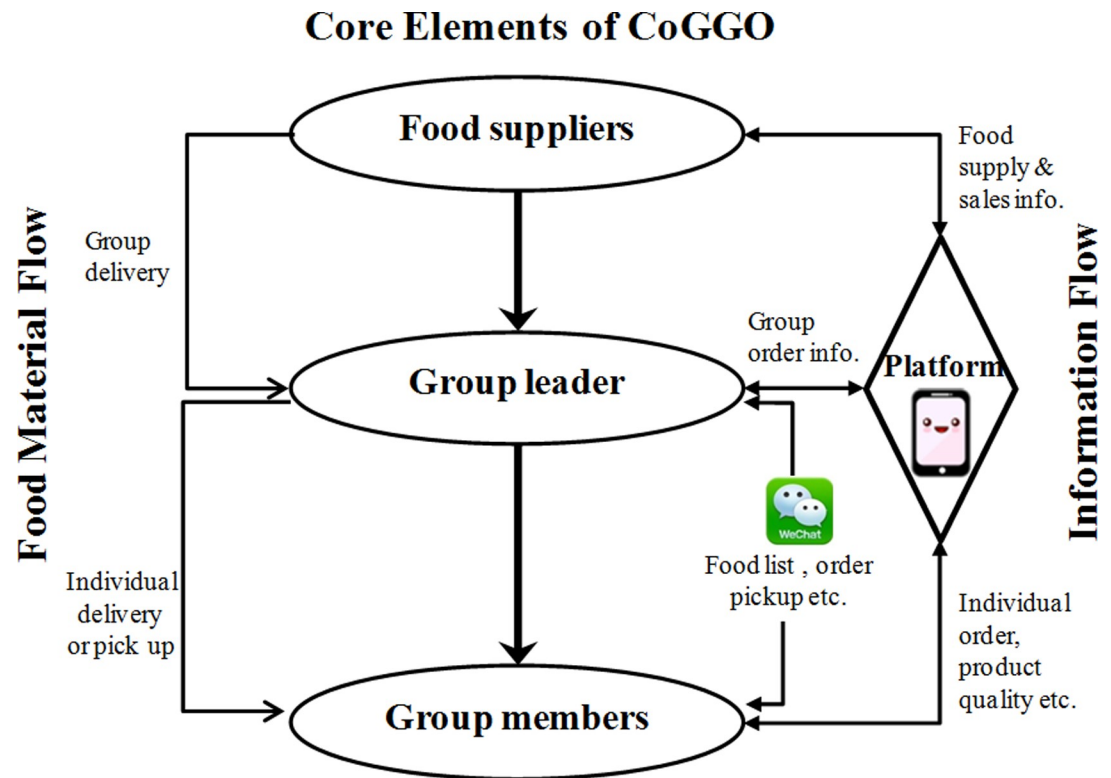 Core Elements of CoGGO
Food suppliers
Food
supply &
sales info.
Group
delivery
Food Material Flow
Information Flow
Group
order info.
Group leader
Platform
WeChat
Food list , order
pickup etc.
Individual
delivery
or pick up
Individual
order,
product
quality etc.
Group members